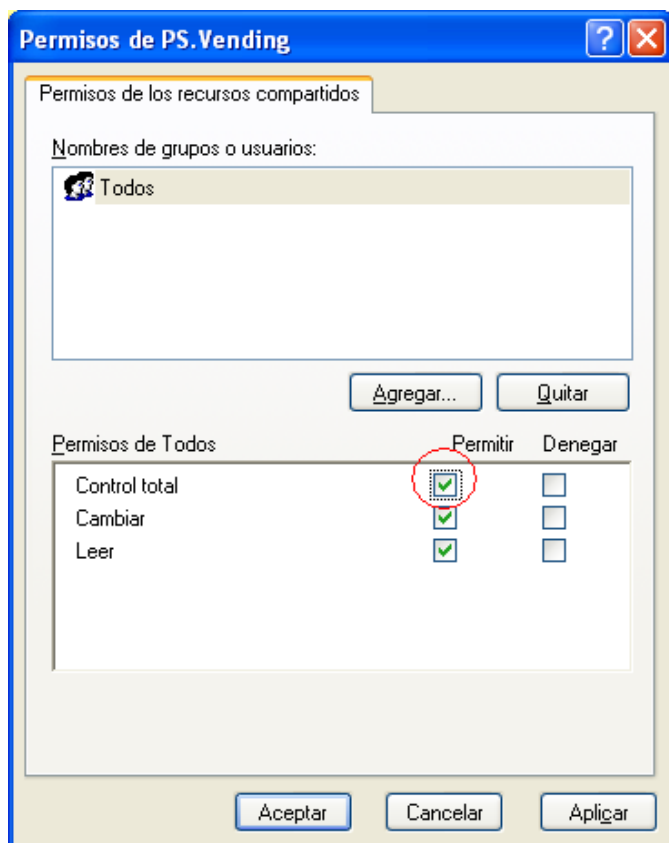 Permisos de PS.Vending
Permisos de los recursos compartidos
Nombres de grupos o usuarios:
Todos
Agregar... Quitar
Permisos de Todos Permitir Denegar
Control total
Cambiar
Leer
Aceptar Cancelar Aplicar